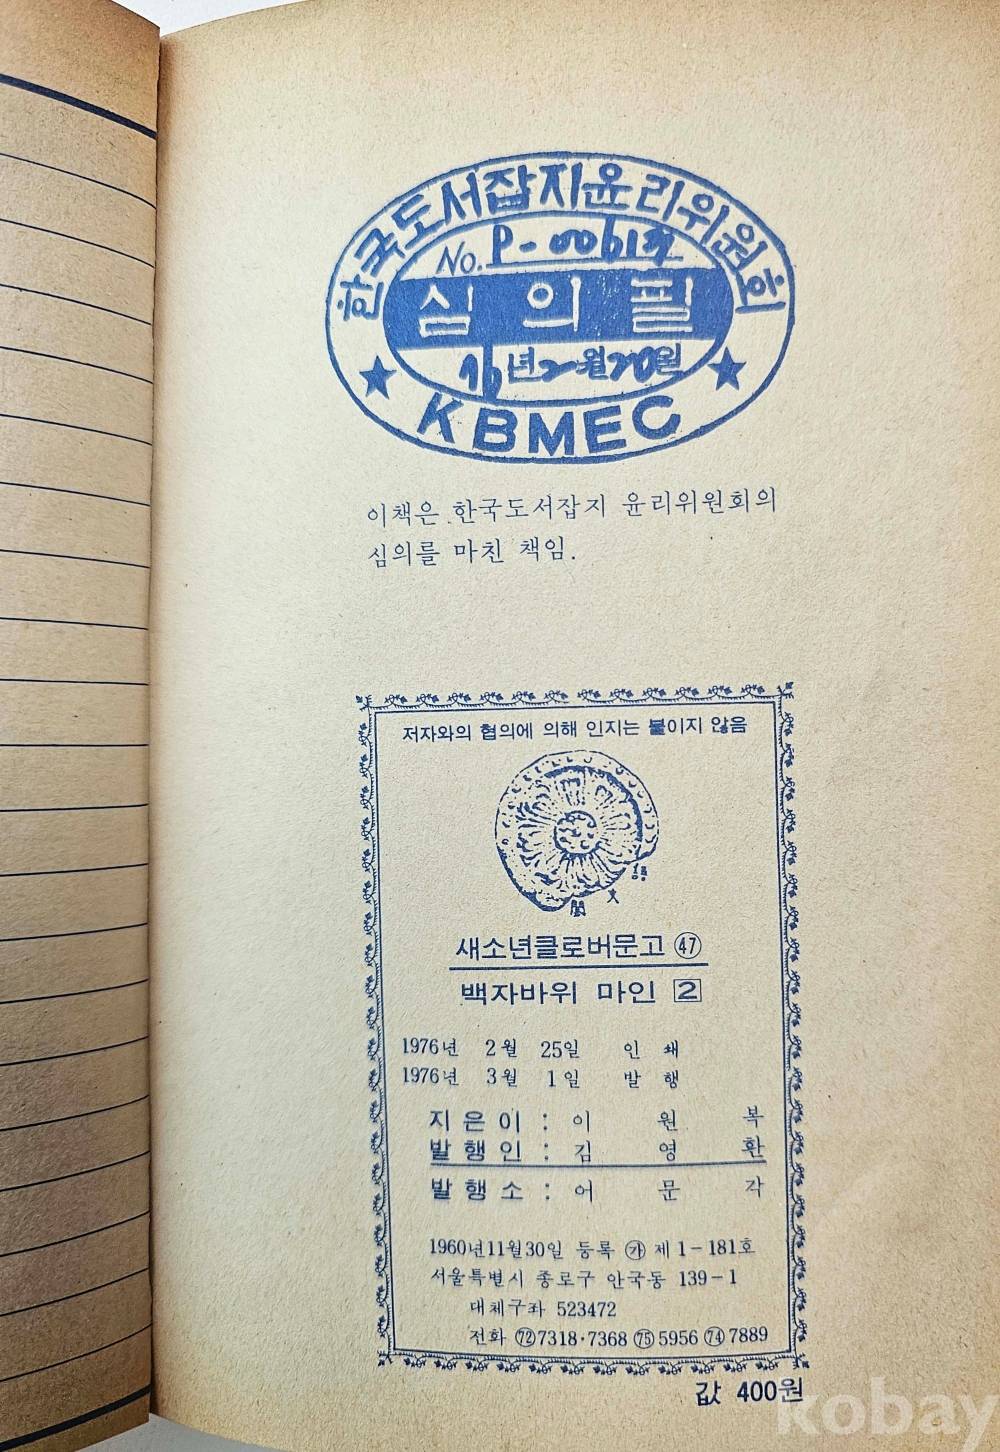 한국도서잡지윤리위원회
No. P-
심의필
76년 2월 20일
KBMEC
이책은 한국도서잡지 윤리위원회의
심의를 마친 책임.
저자와의 협의에 의해 인지는 붙이지 않음
새소년클로버문고 ㊼
백자바위 마인 2
1976년 2월 25일 인쇄
1976년 3월 1일 발행
지은이 : 이원복
발행인 : 김영환
발행소 : 어문각
1960년11월30일 등록 ㉮ 제1-181호
서울특별시 종로구 안국동 139-1
대체구좌 523472
전화 (72)7318·7368 (75)5956 (74)7889
값 400원
kobay